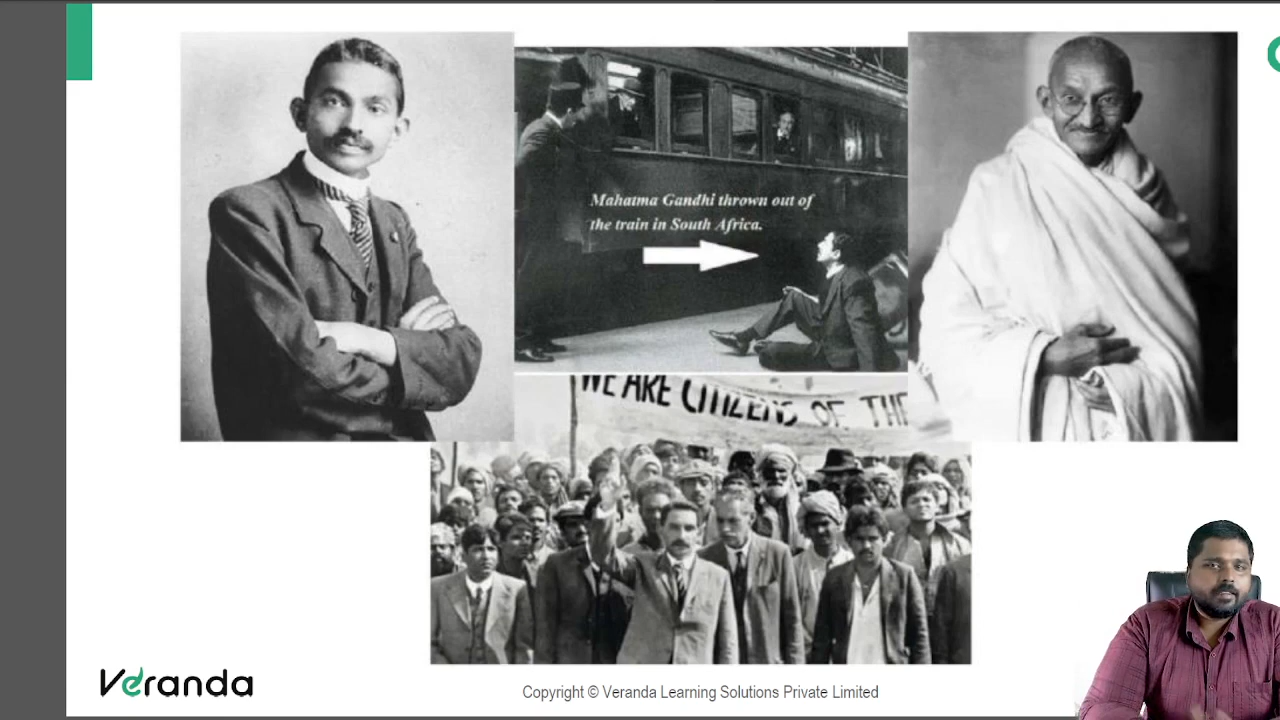 Mahatma Gandhi thrown out of
the train in South Africa.
WE ARE CITIZENS OF THE
Veranda
Copyright © Veranda Learning Solutions Private Limited